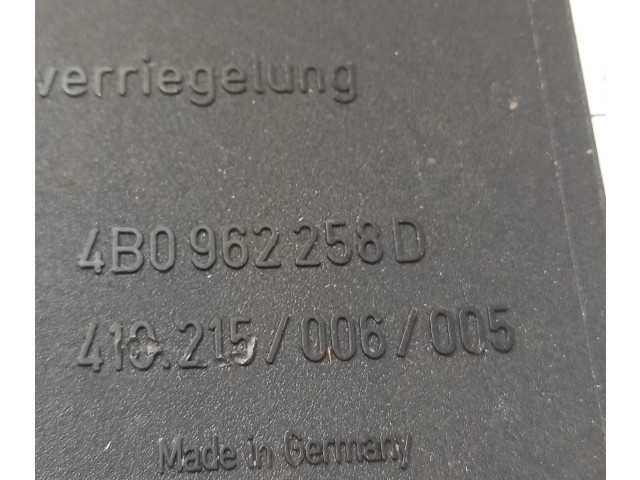 verriegelung
4B0 962 258 D
410.215/006/005
Made in Germany